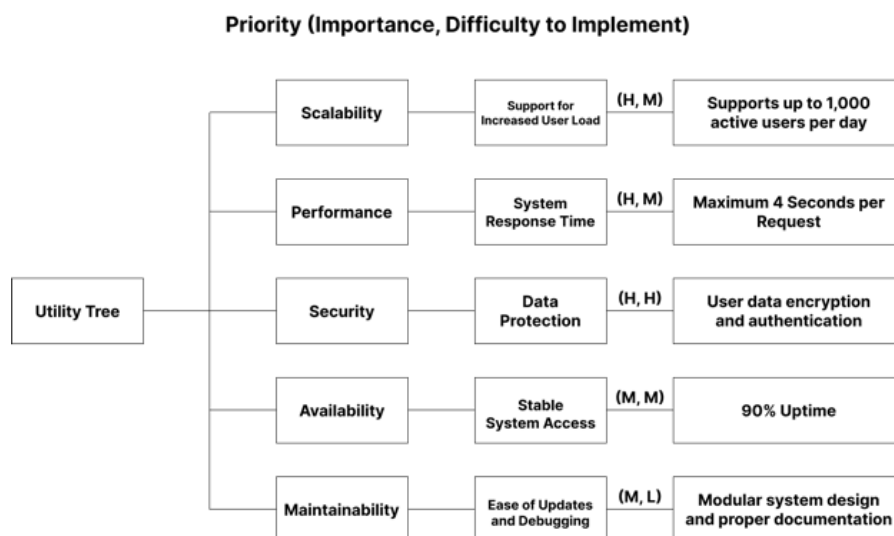 Priority (Importance, Difficulty to Implement)
Scalability
Support for
Increased User Load
(H, M)
Supports up to 1,000
active users per day
Performance
System
Response Time
(H, M)
Maximum 4 Seconds per
Request
Utility Tree
Security
Data
Protection
(H, H)
User data encryption
and authentication
Availability
Stable
System Access
(M, M)
90% Uptime
Maintainability
Ease of Updates
and Debugging
(M, L)
Modular system design
and proper documentation